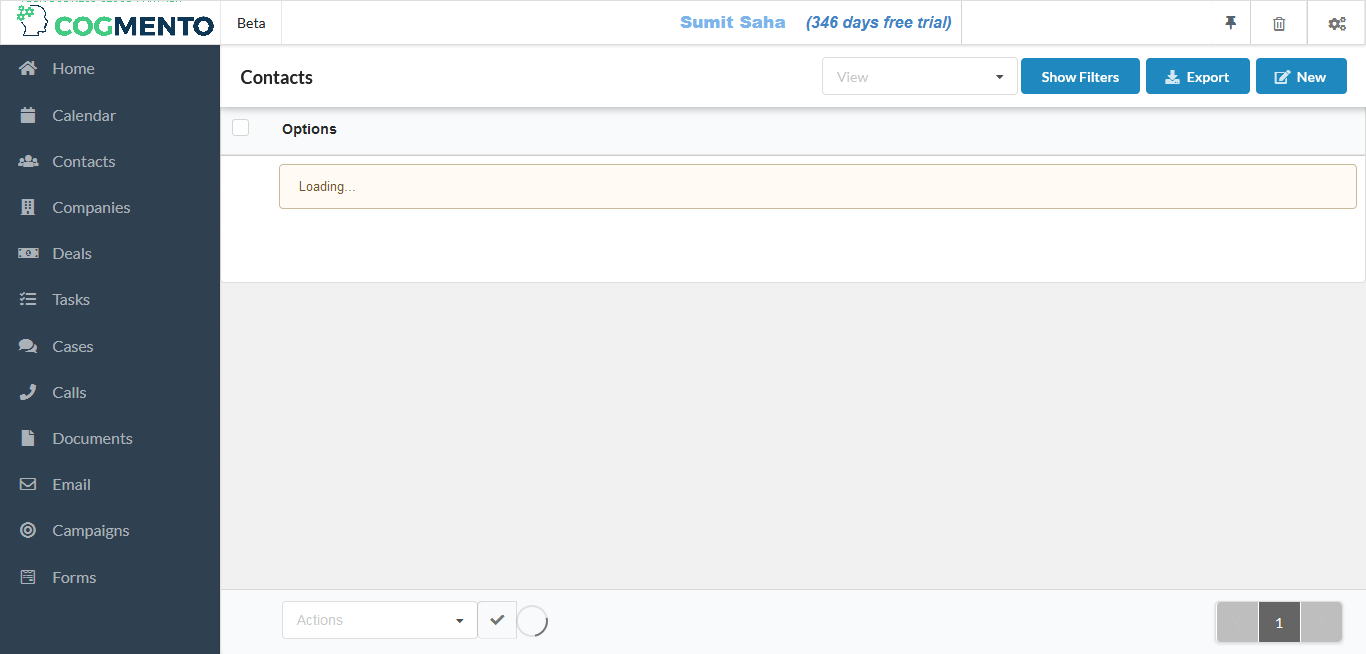 COGMENTO
Beta
Sumit Saha (346 days free trial)
Home
Calendar
Contacts
Companies
Deals
Tasks
Cases
Calls
Documents
Email
Campaigns
Forms
Contacts
View
Show Filters
Export
New
Options
Loading...
Actions
1